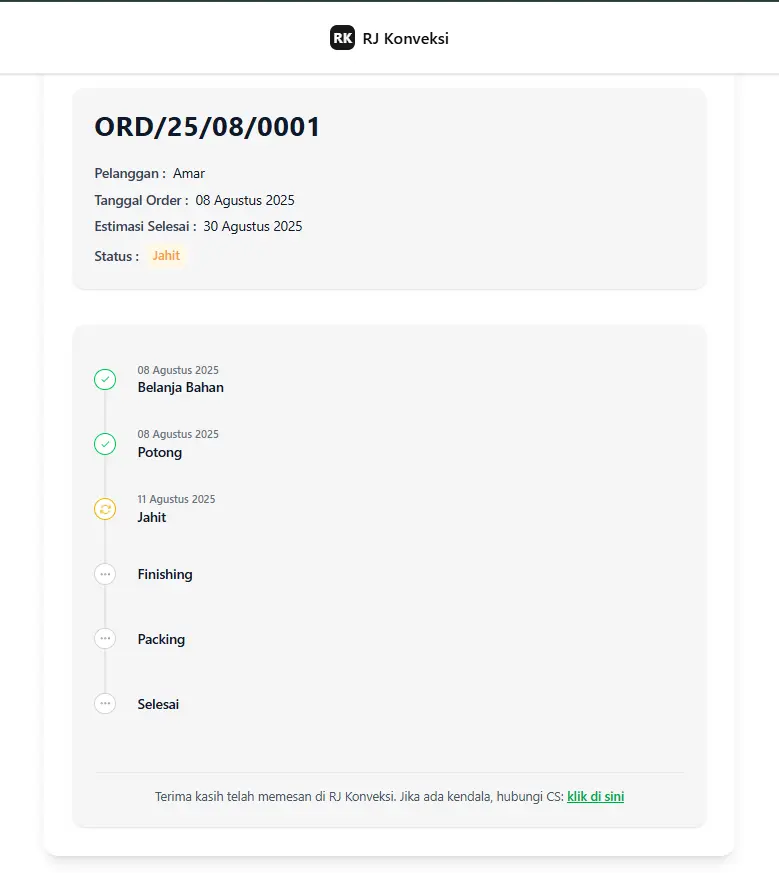 RK RJ Konveksi
ORD/25/08/0001
Pelanggan : Amar
Tanggal Order : 08 Agustus 2025
Estimasi Selesai : 30 Agustus 2025
Status : Jahit
08 Agustus 2025
Belanja Bahan
08 Agustus 2025
Potong
11 Agustus 2025
Jahit
Finishing
Packing
Selesai
Terima kasih telah memesan di RJ Konveksi. Jika ada kendala, hubungi CS: klik di sini